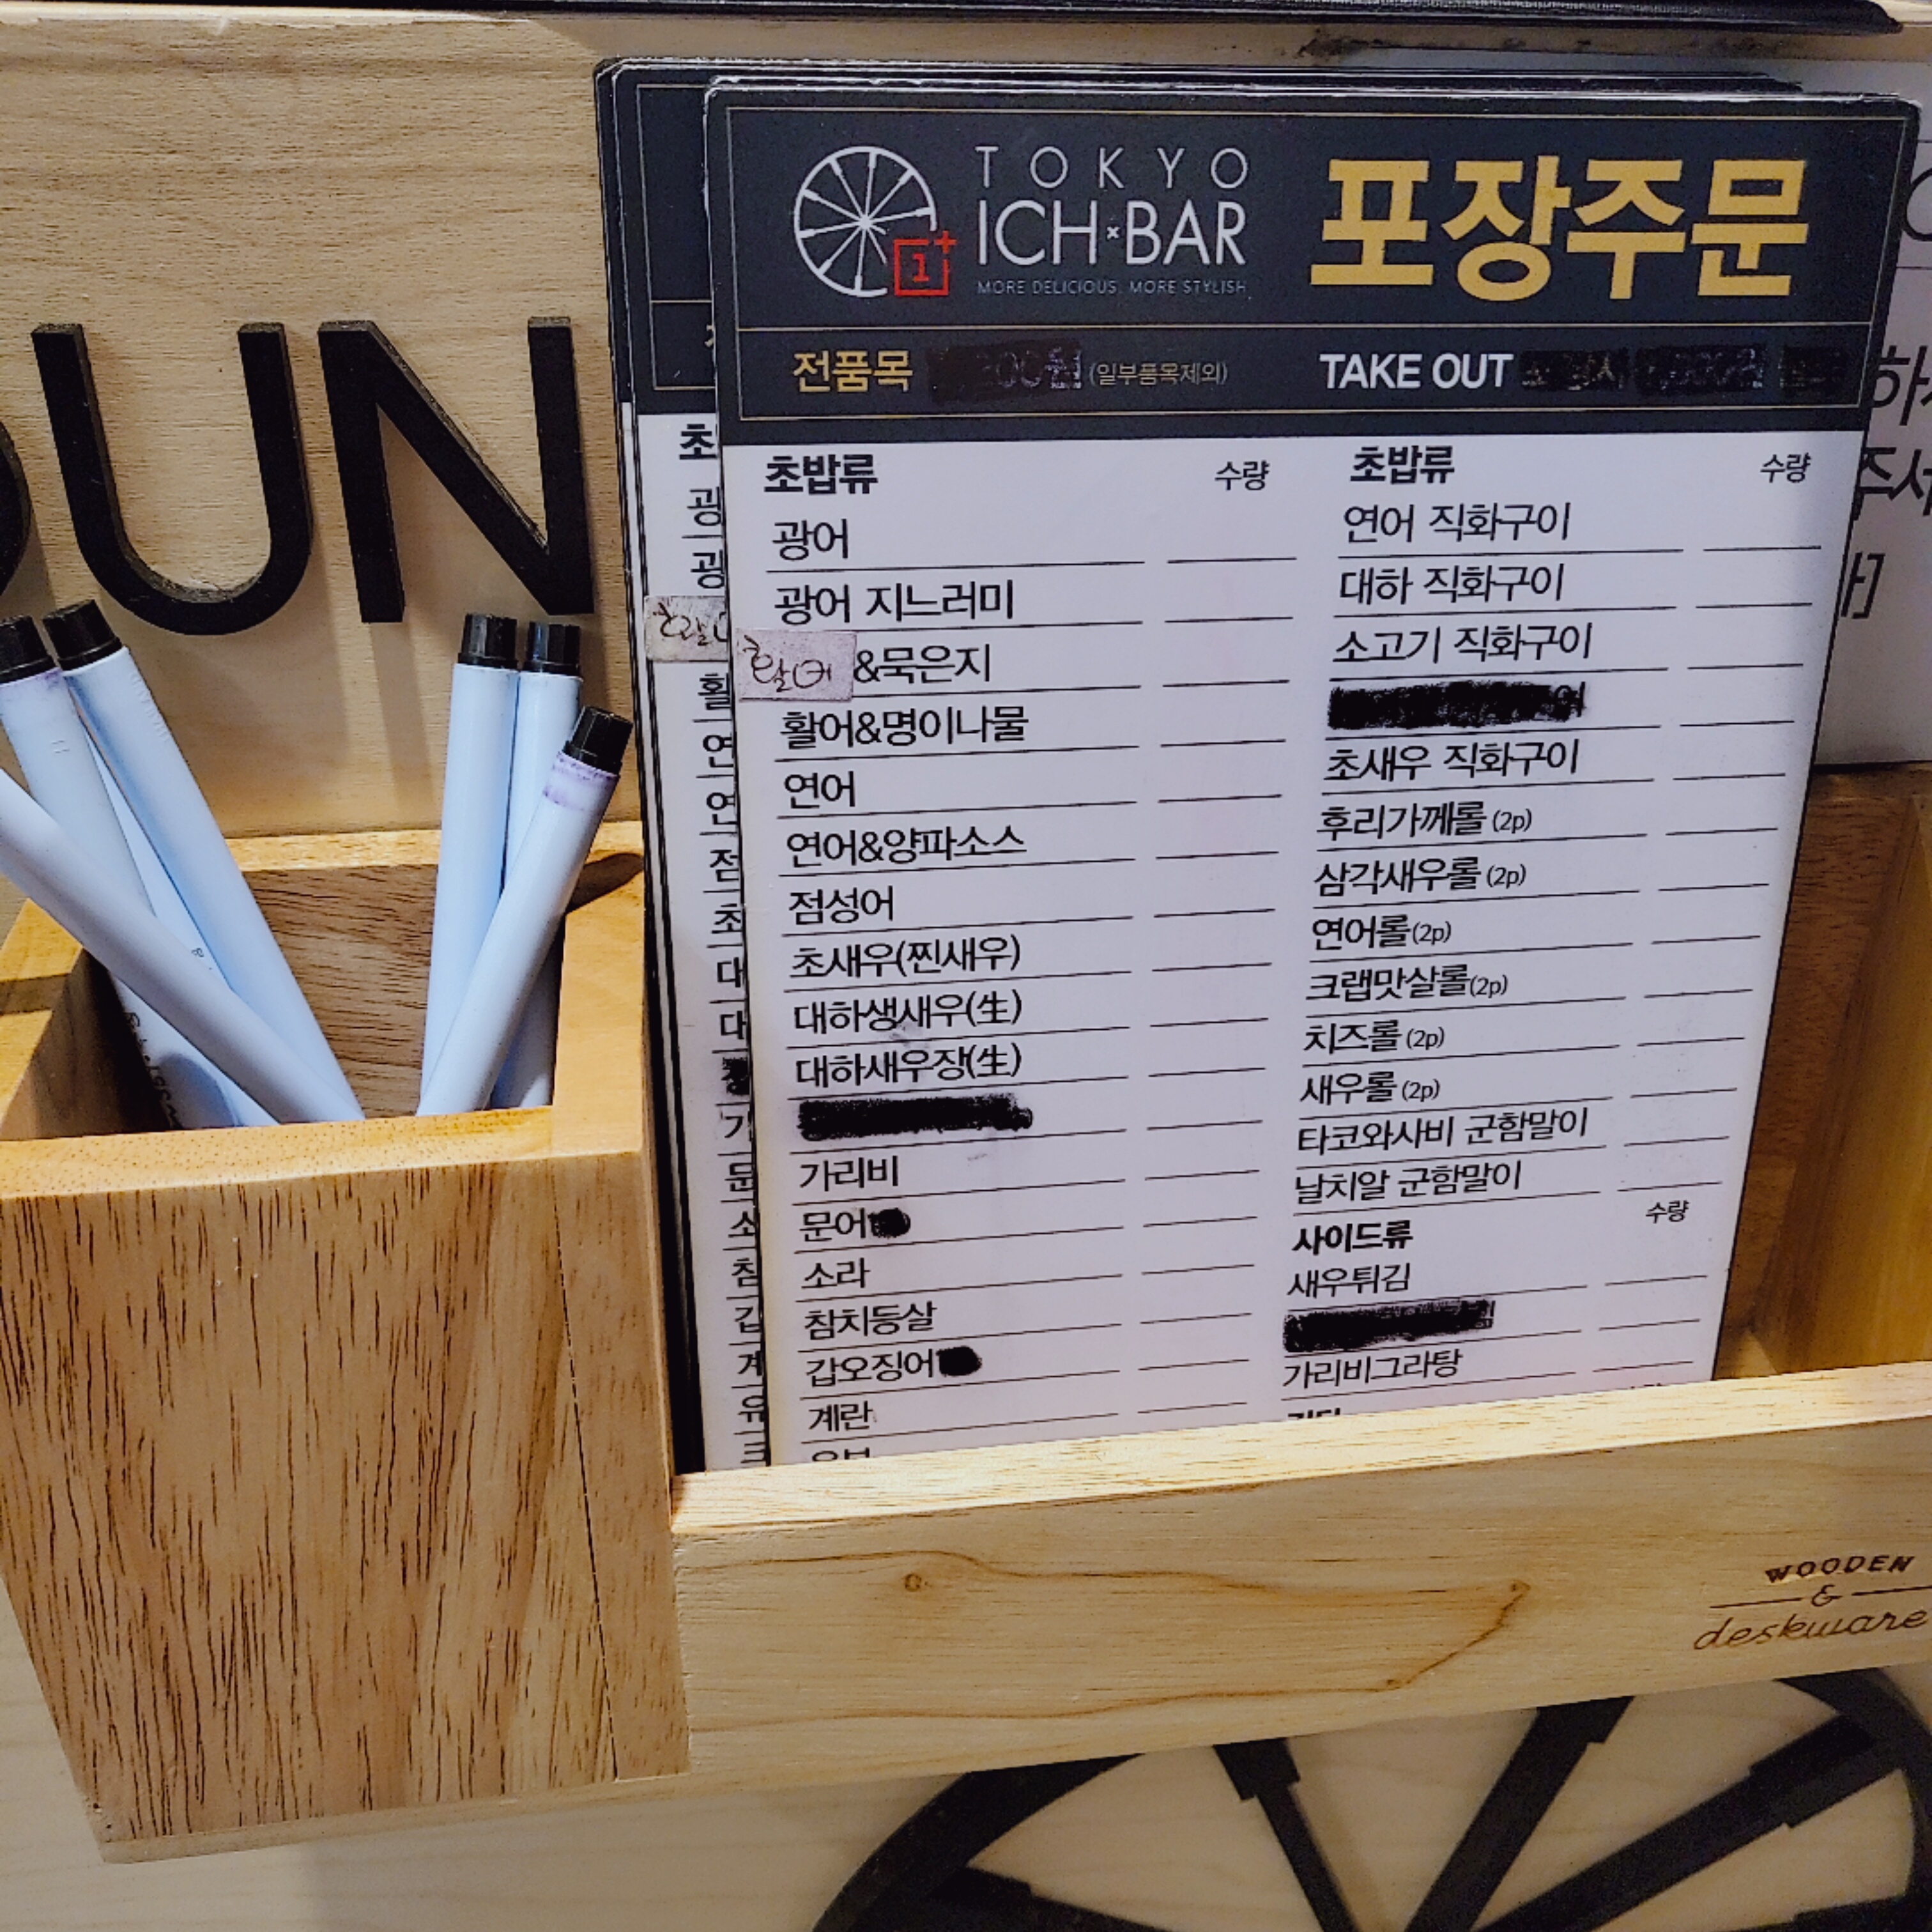 UN
TOKYO
ICH×BAR
MORE DELICIOUS. MORE STYLISH
1
포장주문
전품목 (일부품목제외)
TAKE OUT
초밥류 수량
광어
광어 지느러미
활어 &묵은지
활어&명이나물
연어
연어&양파소스
점성어
초새우(찐새우)
대하생새우(生)
대하새우장(生)
가리비
문어
소라
참치등살
갑오징어
계란
초밥류 수량
연어 직화구이
대하 직화구이
소고기 직화구이
초새우 직화구이
후리가께롤 (2p)
삼각새우롤 (2p)
연어롤(2p)
크랩맛살롤(2p)
치즈롤 (2p)
새우롤 (2p)
타코와사비 군함말이
날치알 군함말이
사이드류 수량
새우튀김
가리비그라탕
WOODEN
&
deskware